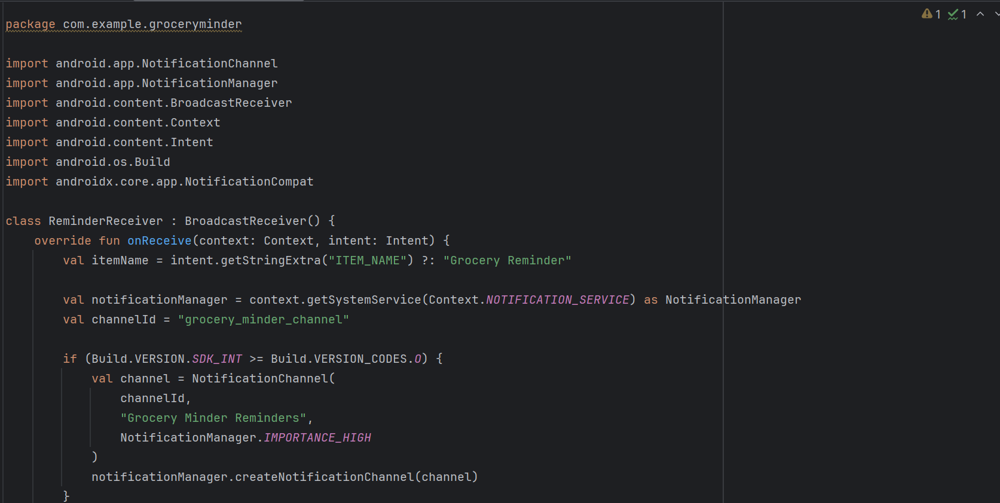 1 1
package com.example.groceryminder
import android.app.NotificationChannel
import android.app.NotificationManager
import android.content.BroadcastReceiver
import android.content.Context
import android.content.Intent
import android.os.Build
import androidx.core.app.NotificationCompat
class ReminderReceiver : BroadcastReceiver() {
    override fun onReceive(context: Context, intent: Intent) {
        val itemName = intent.getStringExtra("ITEM_NAME") ?: "Grocery Reminder"
        val notificationManager = context.getSystemService(Context.NOTIFICATION_SERVICE) as NotificationManager
        val channelId = "grocery_minder_channel"
        if (Build.VERSION.SDK_INT >= Build.VERSION_CODES.O) {
            val channel = NotificationChannel(
                channelId,
                "Grocery Minder Reminders",
                NotificationManager.IMPORTANCE_HIGH
            )
            notificationManager.createNotificationChannel(channel)
        }